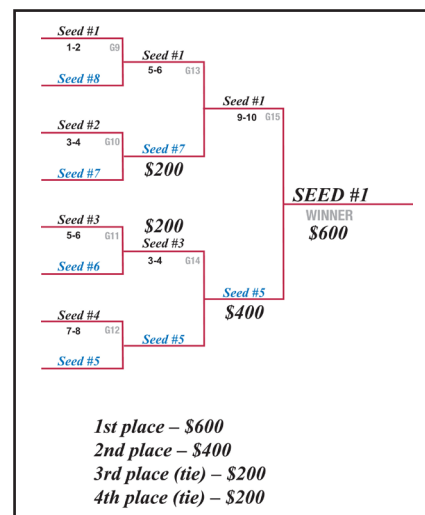 Seed #1
1-2 G9
Seed #1
5-6 G13
Seed #8
Seed #1
9-10 G15
Seed #2
3-4 G10
Seed #7
$200
Seed #7
SEED #1
WINNER
$600
Seed #3
5-6 G11
$200
Seed #3
3-4 G14
Seed #6
Seed #5
$400
Seed #4
7-8 G12
Seed #5
Seed #5
1st place – $600
2nd place – $400
3rd place (tie) – $200
4th place (tie) – $200